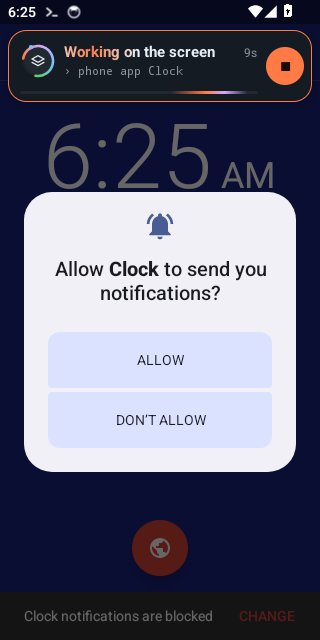 6:25
Working on the screen 9s
› phone app Clock
6:25 AM
Allow Clock to send you
notifications?
ALLOW
DON'T ALLOW
Clock notifications are blocked CHANGE